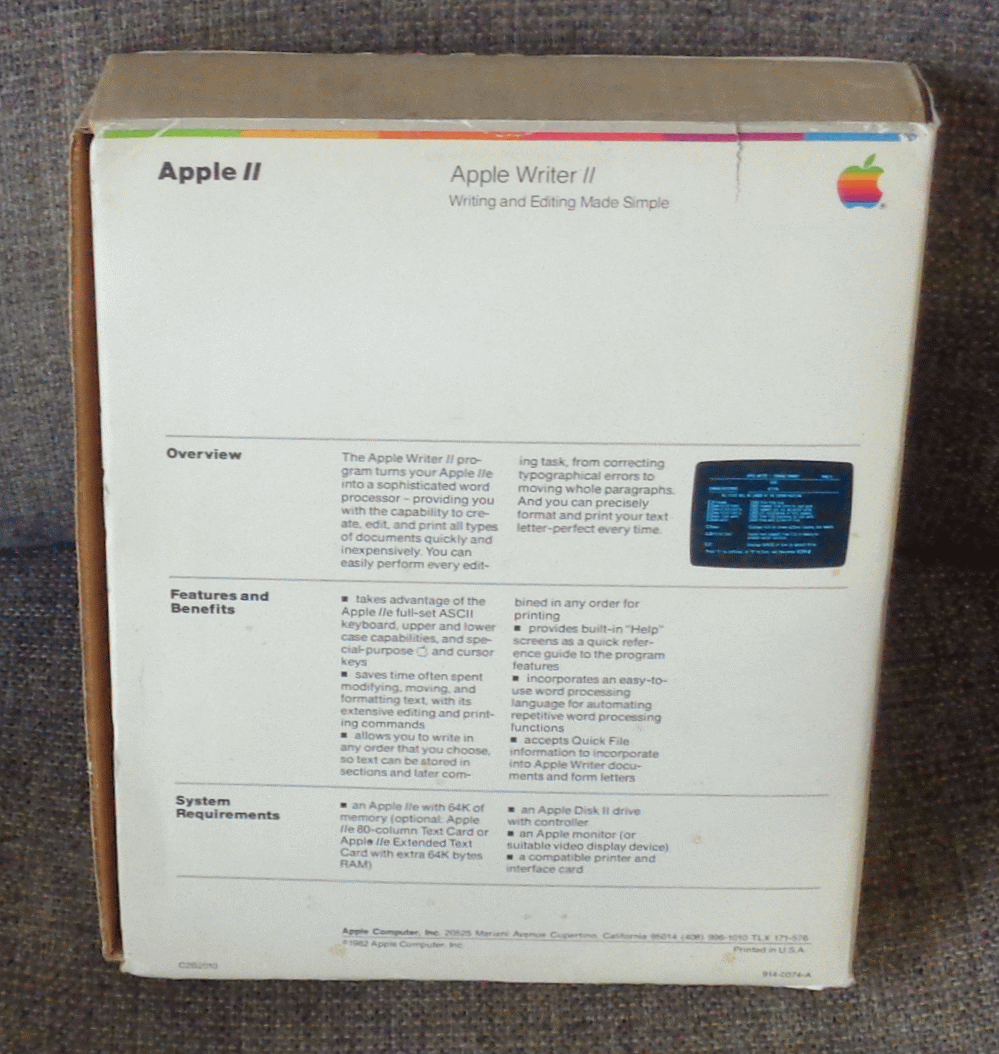 Apple II
Apple Writer II
Writing and Editing Made Simple
Overview
The Apple Writer II pro-
gram turns your Apple IIe
into a sophisticated word
processor – providing you
with the capability to cre-
ate, edit, and print all types
of documents quickly and
inexpensively. You can
easily perform every edit-
ing task, from correcting
typographical errors to
moving whole paragraphs.
And you can precisely
format and print your text
letter-perfect every time.
Features and
Benefits
■ takes advantage of the
Apple IIe full-set ASCII
keyboard, upper and lower
case capabilities, and spe-
cial-purpose and cursor
keys
■ saves time often spent
modifying, moving, and
formatting text, with its
extensive editing and print-
ing commands
■ allows you to write in
any order that you choose,
so text can be stored in
sections and later com-
bined in any order for
printing
■ provides built-in "Help"
screens as a quick refer-
ence guide to the program
features
■ incorporates an easy-to-
use word processing
language for automating
repetitive word processing
functions
■ accepts Quick File
information to incorporate
into Apple Writer docu-
ments and form letters
System
Requirements
■ an Apple IIe with 64K of
memory (optional: Apple
IIe 80-column Text Card or
Apple IIe Extended Text
Card with extra 64K bytes
RAM)
■ an Apple Disk II drive
with controller
■ an Apple monitor (or
suitable video display device)
■ a compatible printer and
interface card
Apple Computer, Inc. 20525 Mariani Avenue Cupertino, California 95014 (408) 996-1010 TLX 171-576
©1982 Apple Computer, Inc.
Printed in U.S.A.
914-0074-A